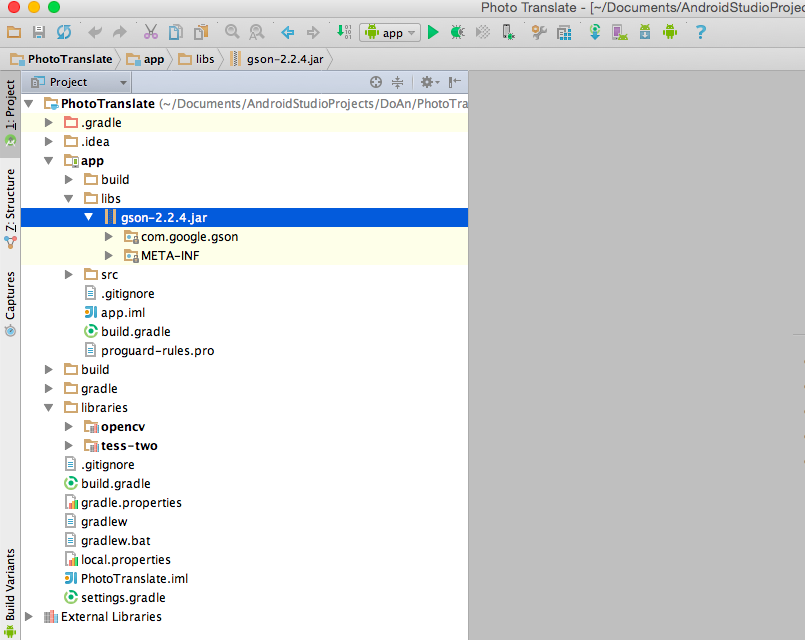 Photo Translate - [~/Documents/AndroidStudioProjec
app
PhotoTranslate app libs gson-2.2.4.jar
1: Project
Z: Structure
Captures
Build Variants
Project
PhotoTranslate (~/Documents/AndroidStudioProjects/DoAn/PhotoTra
.gradle
.idea
app
build
libs
gson-2.2.4.jar
com.google.gson
META-INF
src
.gitignore
app.iml
build.gradle
proguard-rules.pro
build
gradle
libraries
opencv
tess-two
.gitignore
build.gradle
gradle.properties
gradlew
gradlew.bat
local.properties
PhotoTranslate.iml
settings.gradle
External Libraries